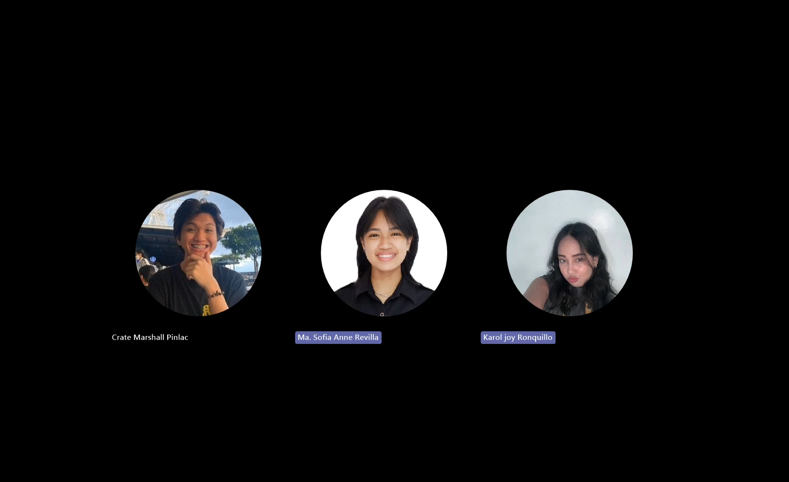 Crate Marshall Pinlac
Ma. Sofia Anne Revilla
Karol joy Ronquillo